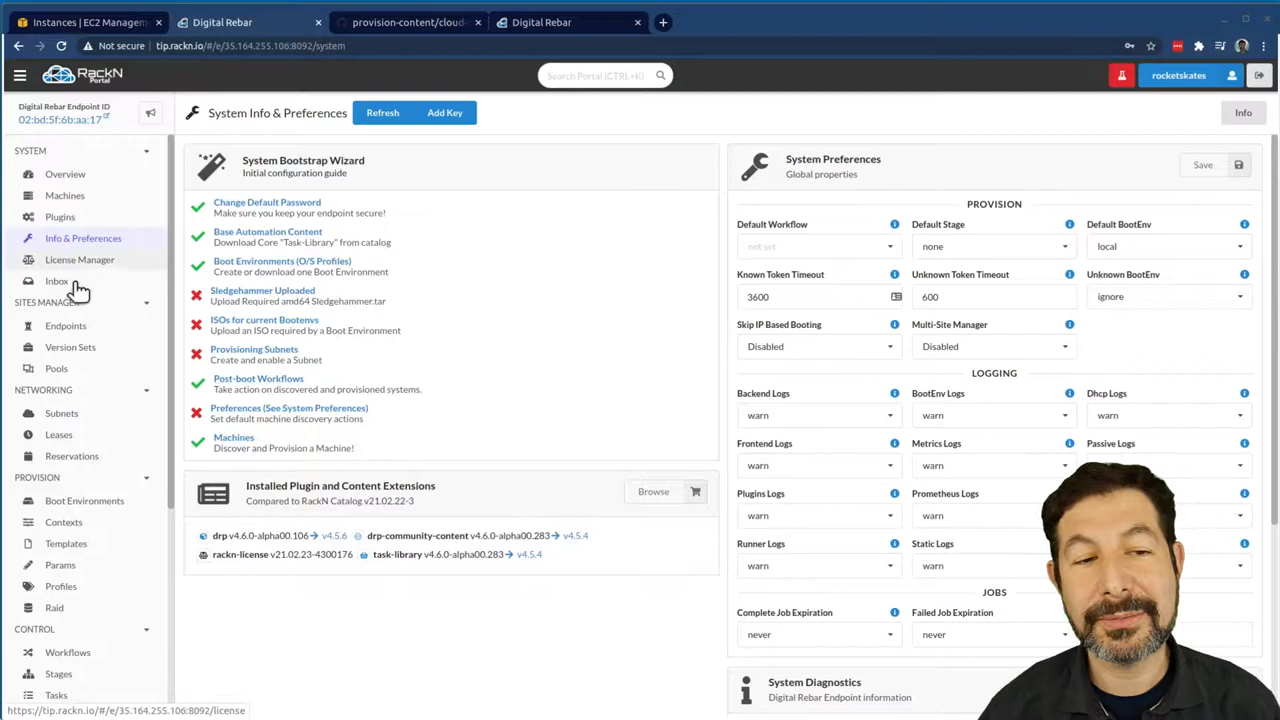 Instances | EC2 Managem
Digital Rebar
provision-content/cloud-
Digital Rebar
Not secure
tip.rackn.io/#/e/35.164.255.106:8092/system
RackN
Portal
Search Portal (CTRL+K)
rocketskates
Digital Rebar Endpoint ID
02:bd:5f:6b:aa:17
System Info & Preferences
Refresh
Add Key
Info
SYSTEM
Overview
Machines
Plugins
Info & Preferences
License Manager
Inbox
SITES MANAGER
Endpoints
Version Sets
Pools
NETWORKING
Subnets
Leases
Reservations
PROVISION
Boot Environments
Contexts
Templates
Params
Profiles
Raid
CONTROL
Workflows
Stages
Tasks
System Bootstrap Wizard
Initial configuration guide
Change Default Password
Make sure you keep your endpoint secure!
Base Automation Content
Download Core "Task-Library" from catalog
Boot Environments (O/S Profiles)
Create or download one Boot Environment
Sledgehammer Uploaded
Upload Required amd64 Sledgehammer.tar
ISOs for current Bootenvs
Upload an ISO required by a Boot Environment
Provisioning Subnets
Create and enable a Subnet
Post-boot Workflows
Take action on discovered and provisioned systems.
Preferences (See System Preferences)
Set default machine discovery actions
Machines
Discover and Provision a Machine!
Installed Plugin and Content Extensions
Compared to RackN Catalog v21.02.22-3
Browse
drp v4.6.0-alpha00.106 → v4.5.6
drp-community-content v4.6.0-alpha00.283 → v4.5.4
rackn-license v21.02.23-4300176
task-library v4.6.0-alpha00.283 → v4.5.4
System Preferences
Global properties
Save
PROVISION
Default Workflow
Default Stage
Default BootEnv
not yet
none
local
Known Token Timeout
Unknown Token Timeout
Unknown BootEnv
3600
600
ignore
Skip IP Based Booting
Multi-Site Manager
Disabled
Disabled
LOGGING
Backend Logs
BootEnv Logs
Dhcp Logs
warn
warn
warn
Frontend Logs
Metrics Logs
Passive Logs
warn
warn
warn
Plugins Logs
Prometheus Logs
warn
warn
Runner Logs
Static Logs
warn
warn
JOBS
Complete Job Expiration
Failed Job Expiration
never
never
System Diagnostics
Digital Rebar Endpoint information
https://tip.rackn.io/#/e/35.164.255.106:8092/license